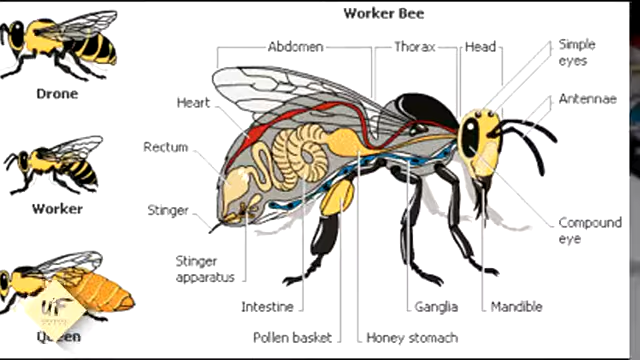 Worker Bee
Abdomen
Thorax
Head
Simple
eyes
Antennae
Heart
Rectum
Stinger
Stinger
apparatus
Intestine
Pollen basket
Honey stomach
Ganglia
Mandible
Compound
eye
Drone
Worker
Queen